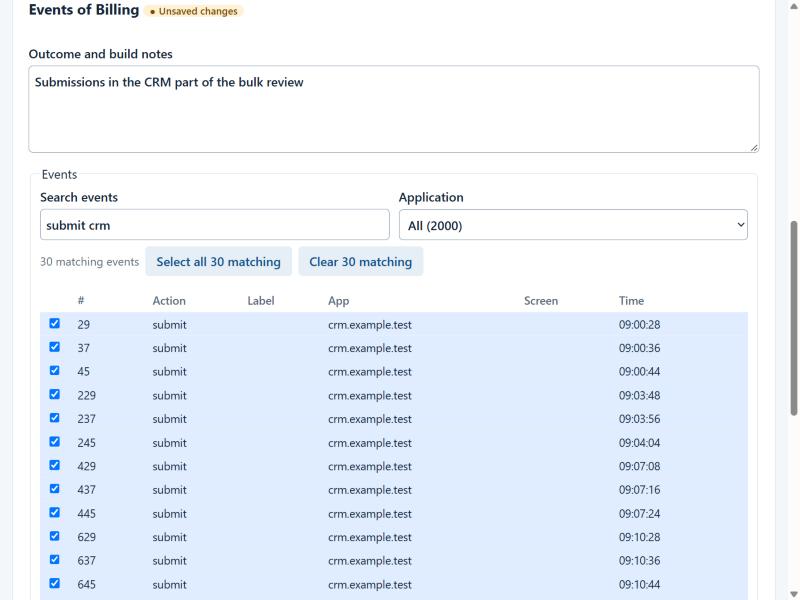 Events of Billing • Unsaved changes
Outcome and build notes
Submissions in the CRM part of the bulk review
Events
Search events Application
submit crm All (2000)
30 matching events Select all 30 matching Clear 30 matching
# Action Label App Screen Time
29 submit crm.example.test 09:00:28
37 submit crm.example.test 09:00:36
45 submit crm.example.test 09:00:44
229 submit crm.example.test 09:03:48
237 submit crm.example.test 09:03:56
245 submit crm.example.test 09:04:04
429 submit crm.example.test 09:07:08
437 submit crm.example.test 09:07:16
445 submit crm.example.test 09:07:24
629 submit crm.example.test 09:10:28
637 submit crm.example.test 09:10:36
645 submit crm.example.test 09:10:44